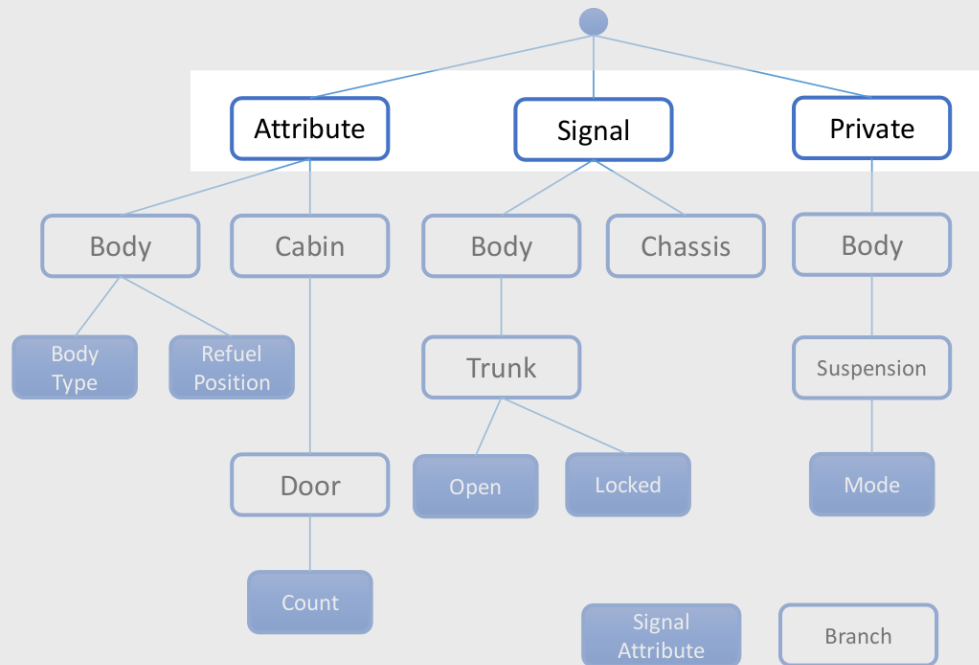 Attribute
Signal
Private
Body
Cabin
Body
Chassis
Body
Body
Type
Refuel
Position
Trunk
Suspension
Door
Open
Locked
Mode
Count
Signal
Attribute
Branch